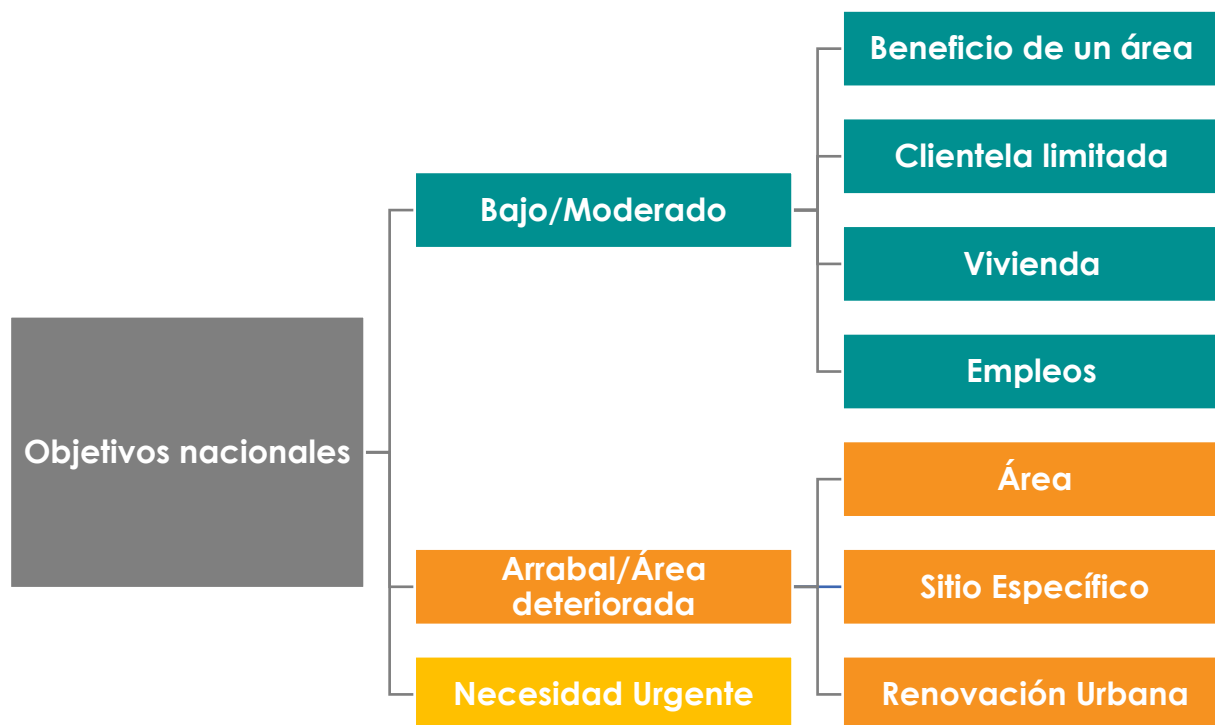 Objetivos nacionales
Bajo/Moderado
Beneficio de un área
Clientela limitada
Vivienda
Empleos
Arrabal/Área
deteriorada
Área
Sitio Específico
Renovación Urbana
Necesidad Urgente